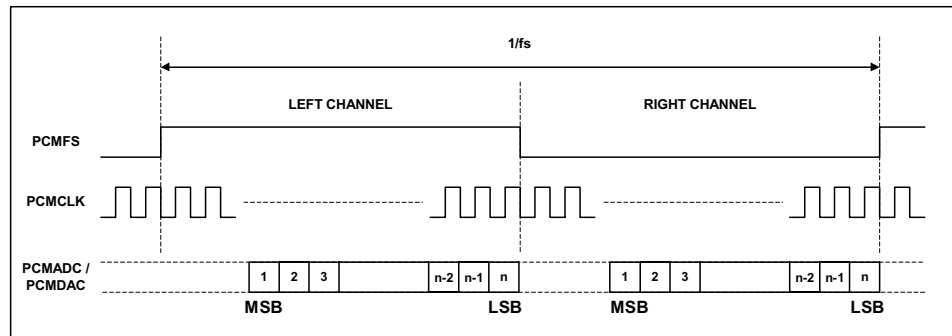 1/fs
LEFT CHANNEL
RIGHT CHANNEL
PCMFS
PCMCLK
PCMADC /
PCMDAC
1 2 3 n-2 n-1 n 1 2 3 n-2 n-1 n
MSB LSB MSB LSB